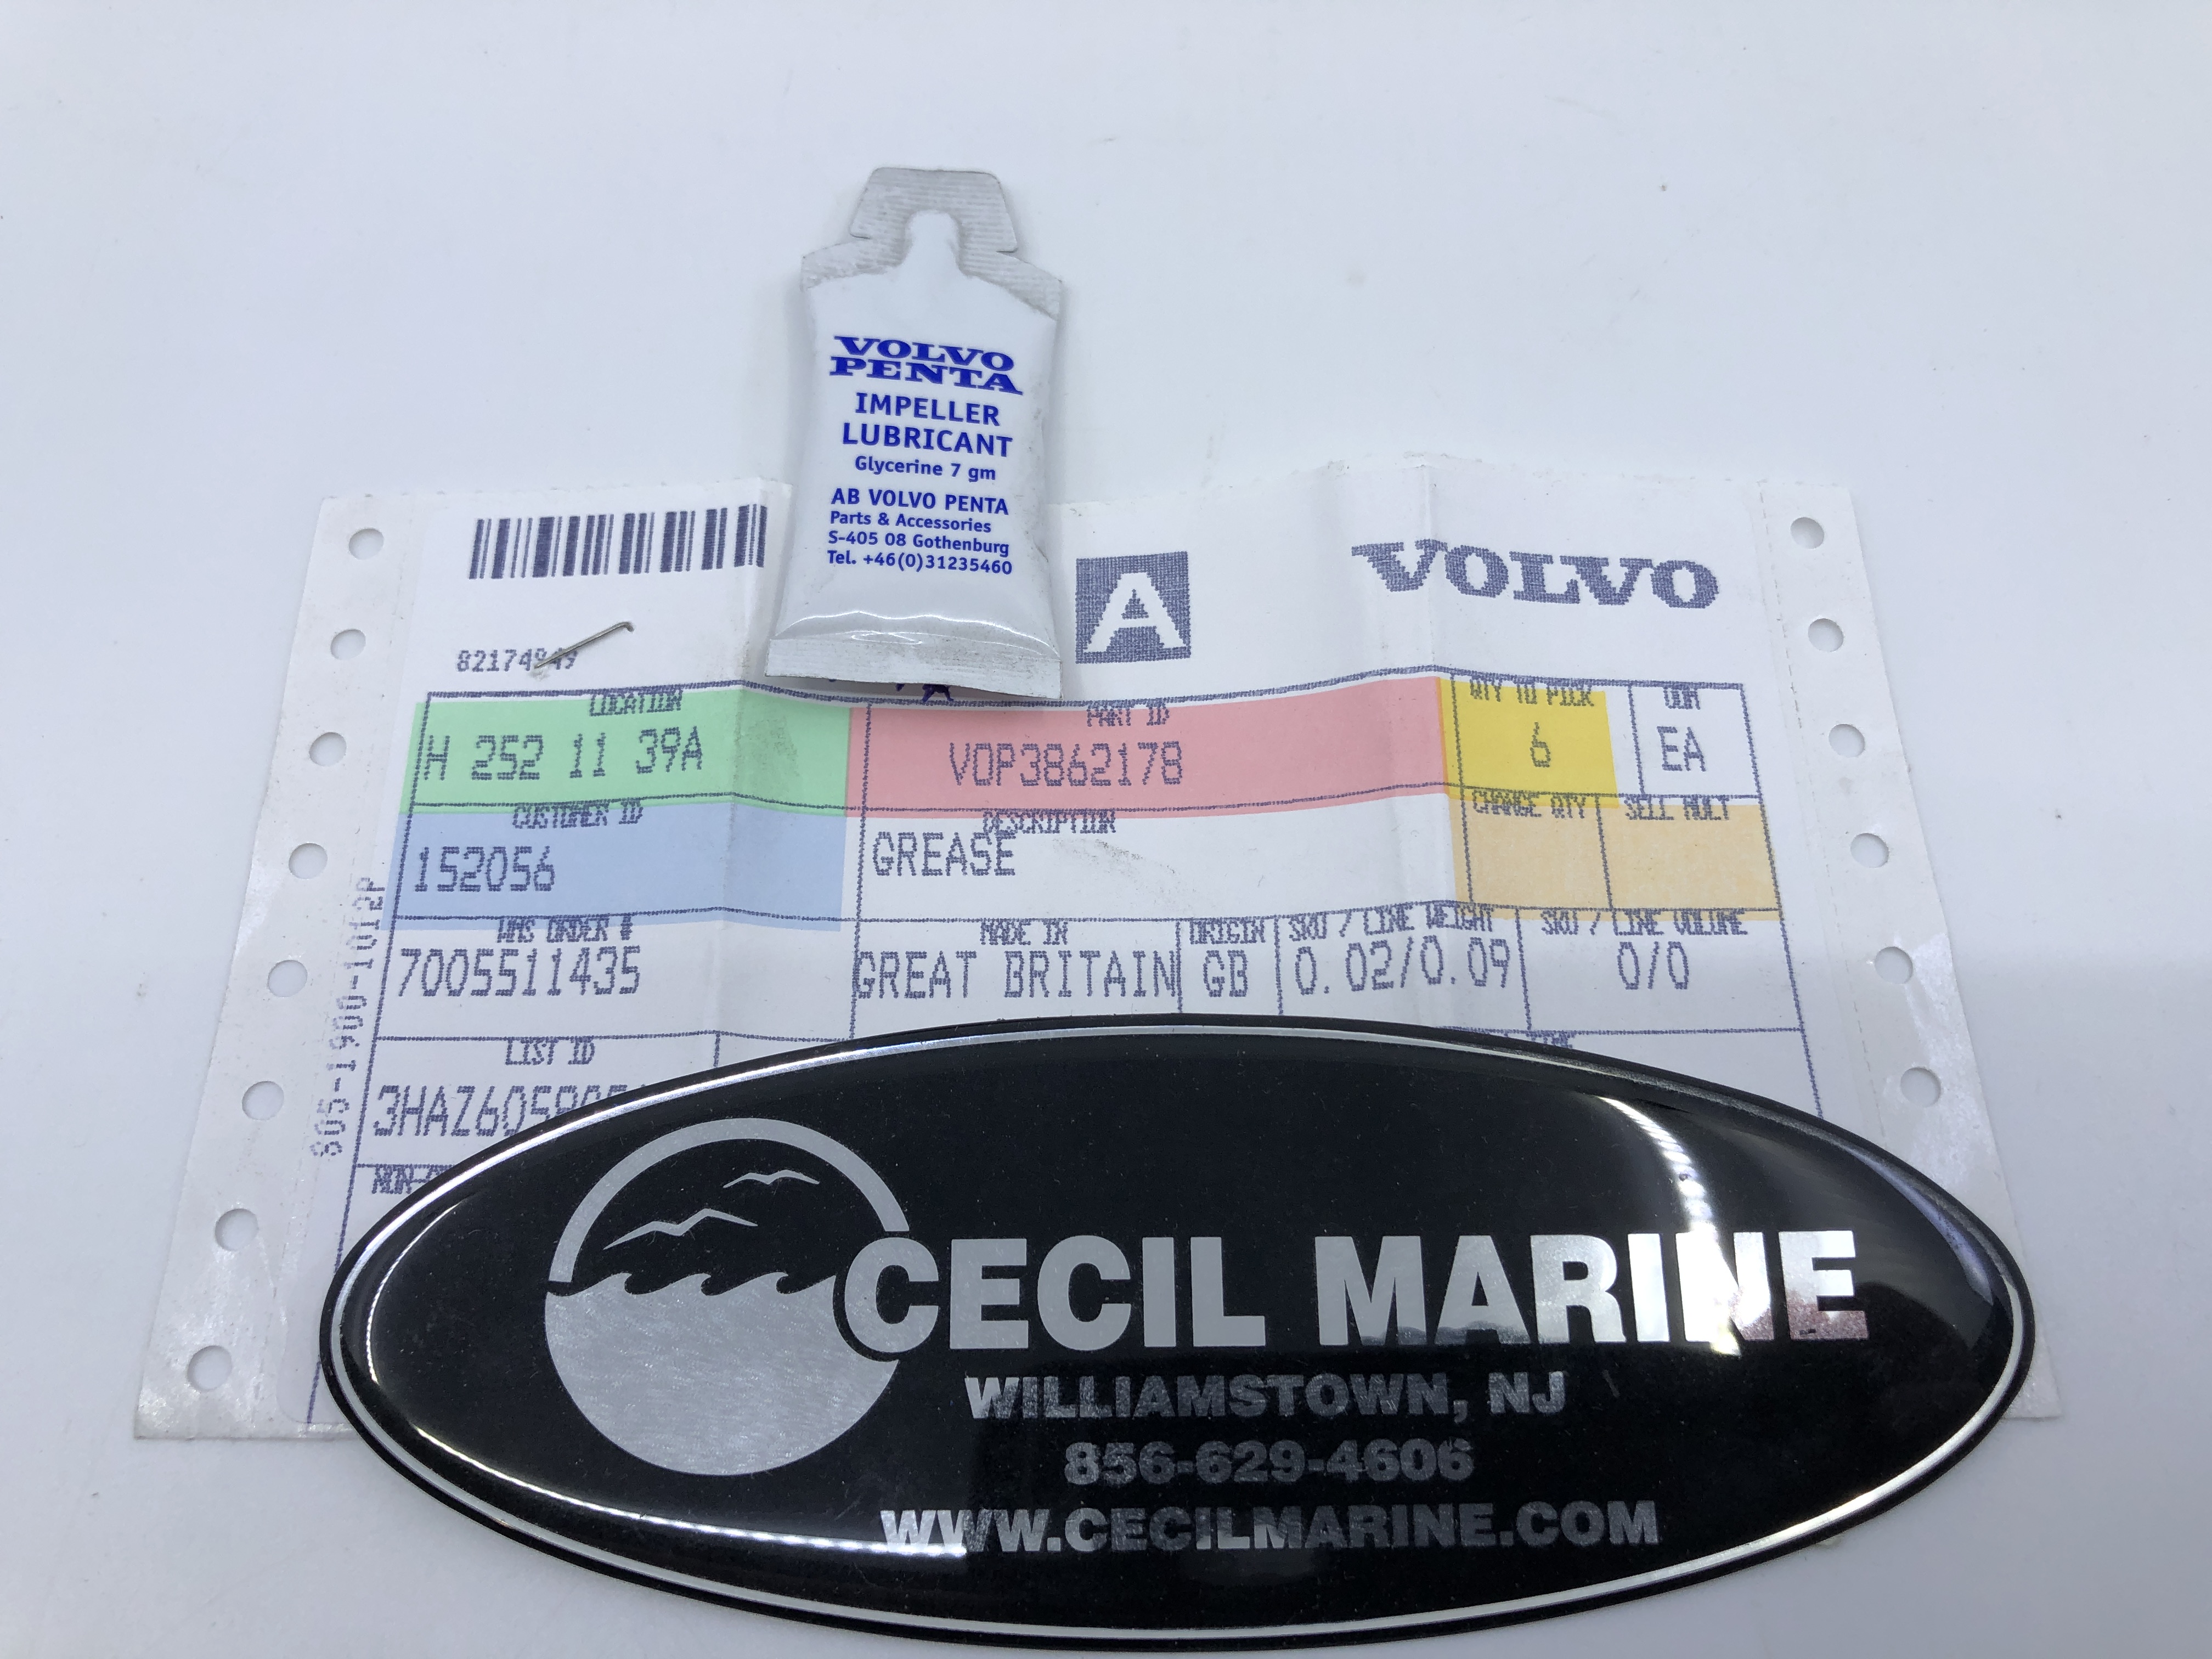 VOLVO
PENTA
IMPELLER
LUBRICANT
Glycerine 7 gm
AB VOLVO PENTA
Parts & Accessories
S-405 08 Gothenburg
Tel. +46(0)31235460
A
VOLVO
LOCATION
H 252 11 39A
PART ID
VOP3862178
QTY TO PICK
6
UOM
EA
CUSTOMER ID
152056
DESCRIPTION
GREASE
CHANGE QTY
SELL MULT
WMS ORDER #
7005511435
MADE IN
GREAT BRITAIN
ORIGIN
GB
SKU / LINE WEIGHT
0.02/0.09
SKU / LINE VOLUME
0/0
LIST ID
CECIL MARINE
WILLIAMSTOWN, NJ
856-629-4606
WWW.CECILMARINE.COM